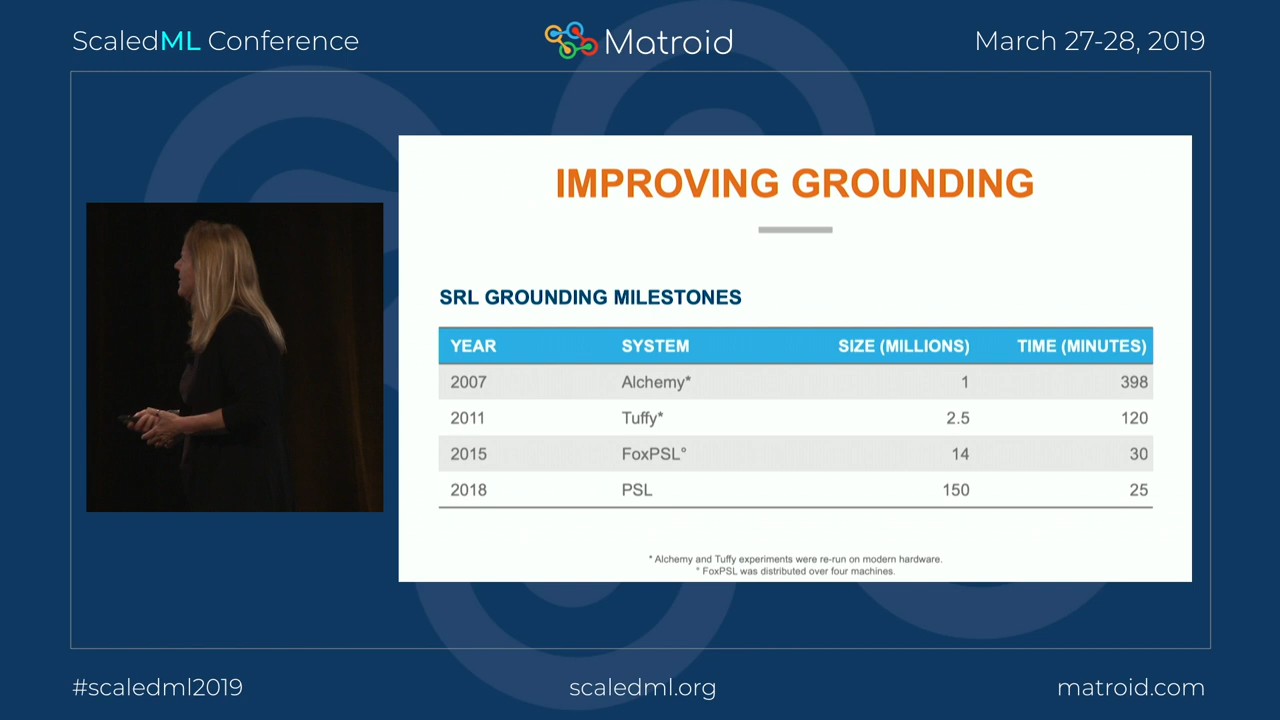 ScaledML Conference
Matroid
March 27-28, 2019
IMPROVING GROUNDING
SRL GROUNDING MILESTONES
YEAR SYSTEM SIZE (MILLIONS) TIME (MINUTES)
2007 Alchemy* 1 398
2011 Tuffy* 2.5 120
2015 FoxPSL° 14 30
2018 PSL 150 25
* Alchemy and Tuffy experiments were re-run on modern hardware.
° FoxPSL was distributed over four machines.
#scaledml2019
scaledml.org
matroid.com